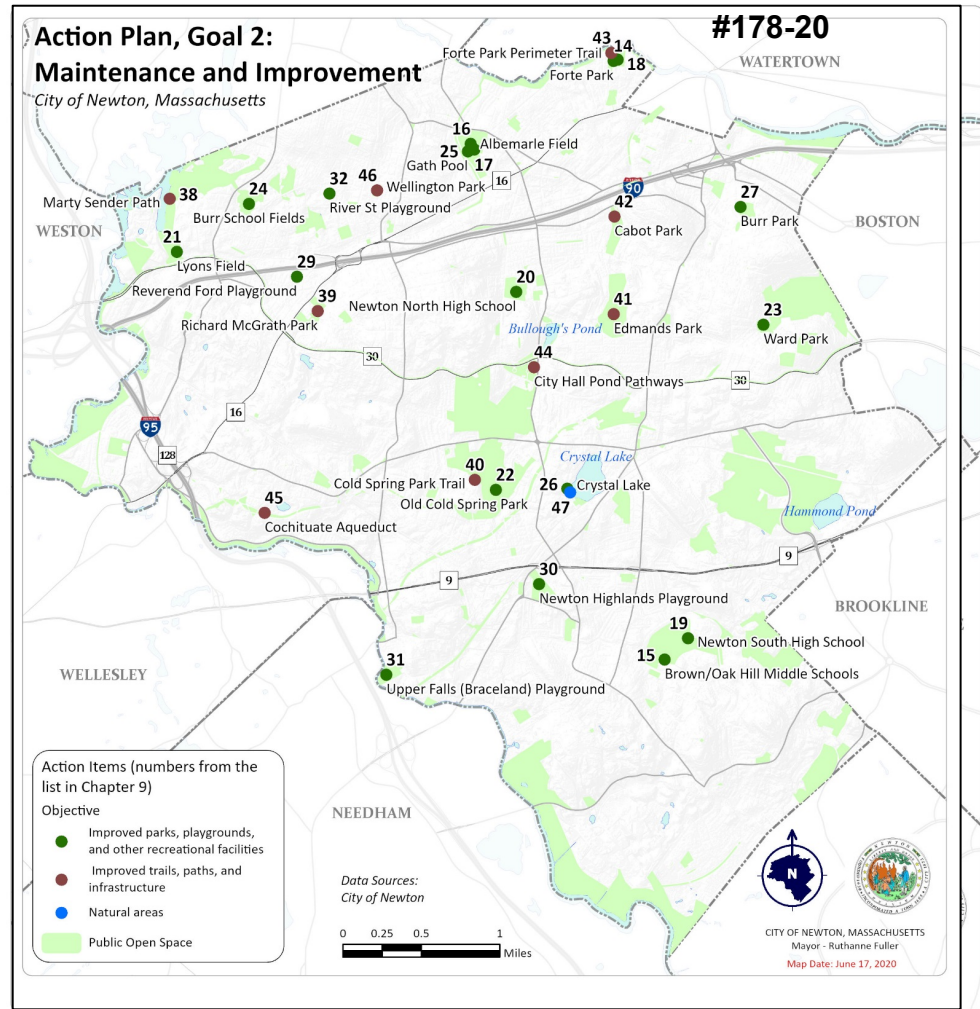 #178-20
Action Plan, Goal 2:
Maintenance and Improvement
City of Newton, Massachusetts
43
14
Forte Park Perimeter Trail
18
Forte Park
WATERTOWN
16
Albemarle Field
25
17
Gath Pool
16
90
46
Wellington Park
32
River St Playground
24
Burr School Fields
38
Marty Sender Path
42
Cabot Park
27
Burr Park
WESTON
BOSTON
21
Lyons Field
29
Reverend Ford Playground
39
Richard McGrath Park
20
Newton North High School
Bullough's Pond
41
Edmands Park
23
Ward Park
44
City Hall Pond Pathways
30
30
16
95
128
40
Cold Spring Park Trail
22
Old Cold Spring Park
Crystal Lake
26
Crystal Lake
47
Hammond Pond
45
Cochituate Aqueduct
9
9
30
Newton Highlands Playground
BROOKLINE
19
Newton South High School
15
Brown/Oak Hill Middle Schools
WELLESLEY
31
Upper Falls (Braceland) Playground
NEEDHAM
Action Items (numbers from the
list in Chapter 9)
Objective
Improved parks, playgrounds,
and other recreational facilities
Improved trails, paths, and
infrastructure
Natural areas
Public Open Space
Data Sources:
City of Newton
0 0.25 0.5 1
Miles
N
CITY OF NEWTON, MASSACHUSETTS
Mayor - Ruthanne Fuller
Map Date: June 17, 2020